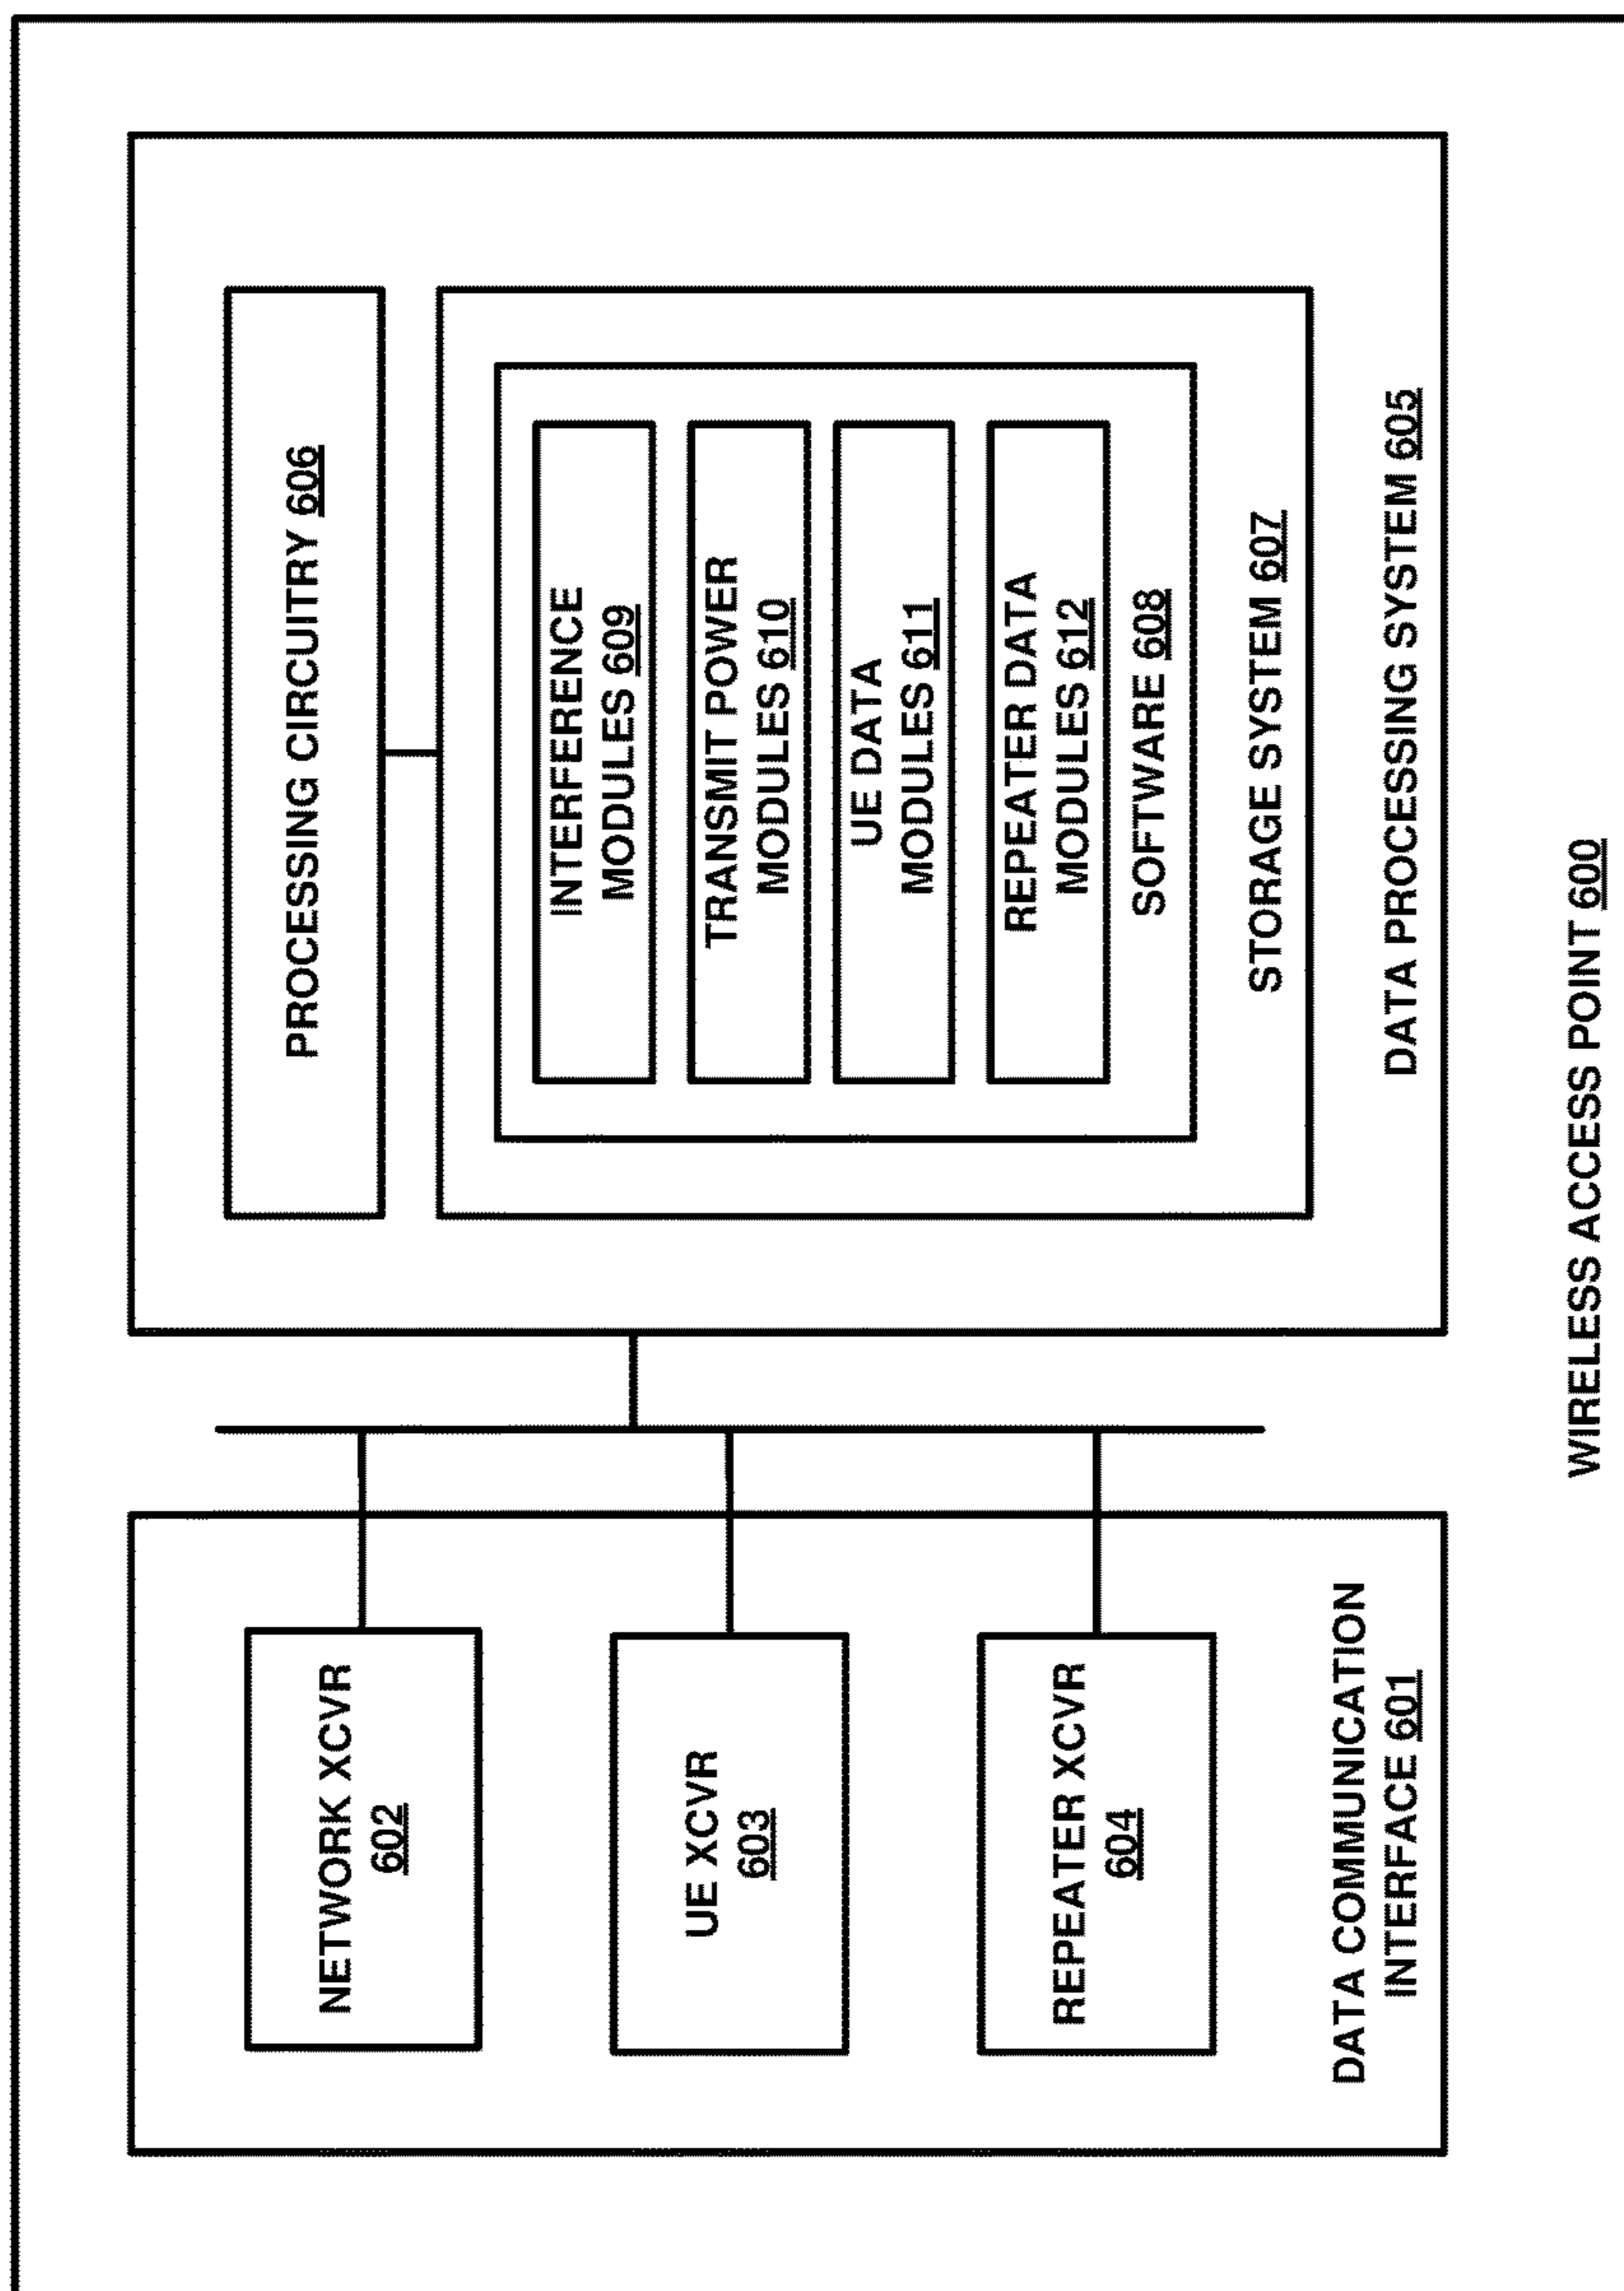 NETWORK XCVR
602
UE XCVR
603
REPEATER XCVR
604
DATA COMMUNICATION
INTERFACE 601
PROCESSING CIRCUITRY 606
INTERFERENCE
MODULES 609
TRANSMIT POWER
MODULES 610
UE DATA
MODULES 611
REPEATER DATA
MODULES 612
SOFTWARE 608
STORAGE SYSTEM 607
DATA PROCESSING SYSTEM 605
WIRELESS ACCESS POINT 600